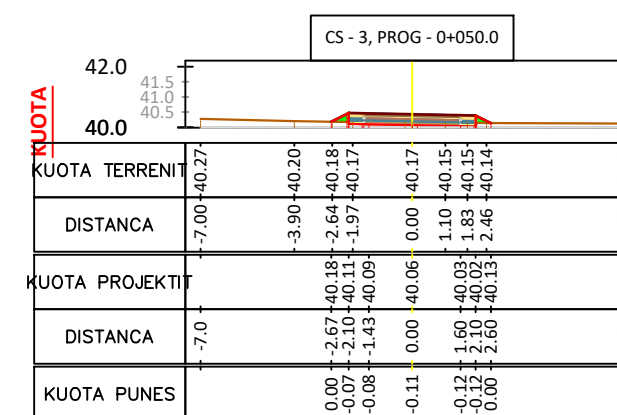 CS - 3, PROG - 0+050.0
42.0
41.5
41.0
40.5
40.0
KUOTA
KUOTA TERRENIT 40.27 40.20 40.18 40.17 40.17 40.15 40.15 40.14
DISTANCA -7.00 -3.90 -2.64 -1.97 0.00 1.10 1.83 2.46
KUOTA PROJEKTIT 40.18 40.11 40.09 40.06 40.03 40.02 40.13
DISTANCA -7.0 -2.67 -2.10 -1.43 0.00 1.60 2.10 2.60
KUOTA PUNES 0.00 -0.07 -0.08 -0.11 -0.12 -0.12 0.00